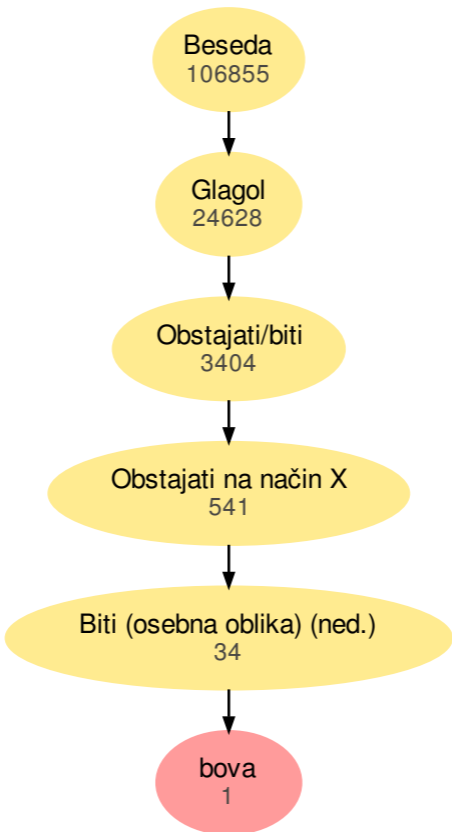 Beseda
106855
Glagol
24628
Obstajati/biti
3404
Obstajati na način X
541
Biti (osebna oblika) (ned.)
34
bova
1